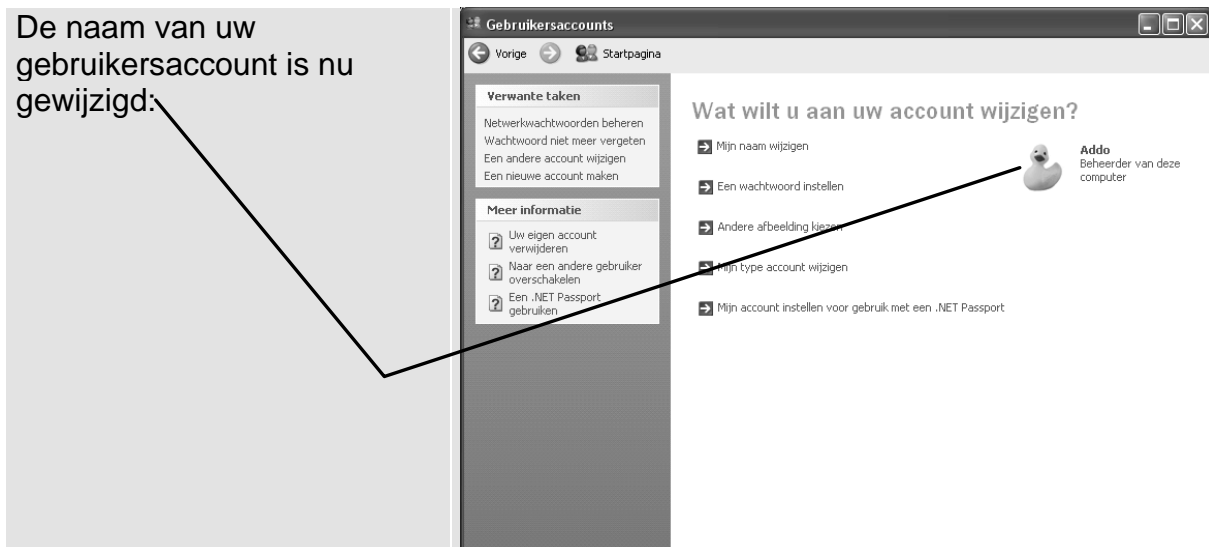 De naam van uw
gebruikersaccount is nu
gewijzigd:
Gebruikersaccounts
Vorige Startpagina
Verwante taken
Netwerkwachtwoorden beheren
Wachtwoord niet meer vergeten
Een andere account wijzigen
Een nieuwe account maken
Meer informatie
Uw eigen account
verwijderen
Naar een andere gebruiker
overschakelen
Een .NET Passport
gebruiken
Wat wilt u aan uw account wijzigen?
Mijn naam wijzigen
Een wachtwoord instellen
Andere afbeelding kiezen
Mijn type account wijzigen
Mijn account instellen voor gebruik met een .NET Passport
Addo
Beheerder van deze
computer